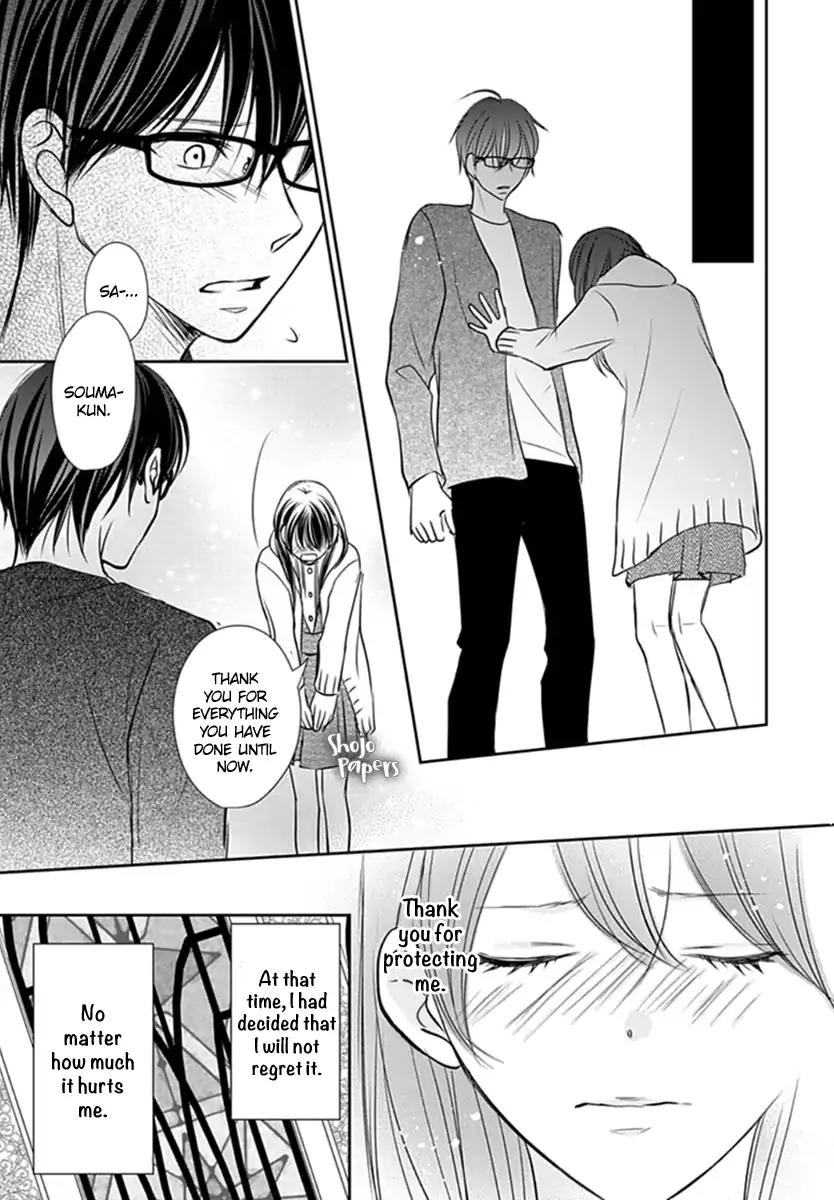 SA-...
SOUMA-
KUN.
THANK
YOU FOR
EVERYTHING
YOU HAVE
DONE UNTIL
NOW.
Shojo
Papers
Thank
you for
protecting
me.
At that
time, I had
decided that
I will not
regret it.
No
matter
how much
it hurts
me.